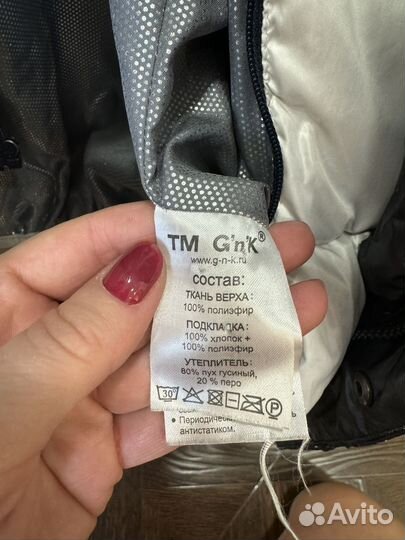 TM G'n'K®
www.g-n-k.ru
СОСТАВ:
ТКАНЬ ВЕРХА:
100% полиэфир
ПОДКЛАДКА:
100% хлопок +
100% полиэфир
УТЕПЛИТЕЛЬ:
80% пух гусиный,
20 % перо
30°
P
• Периодичес
антистатиком.
Avito